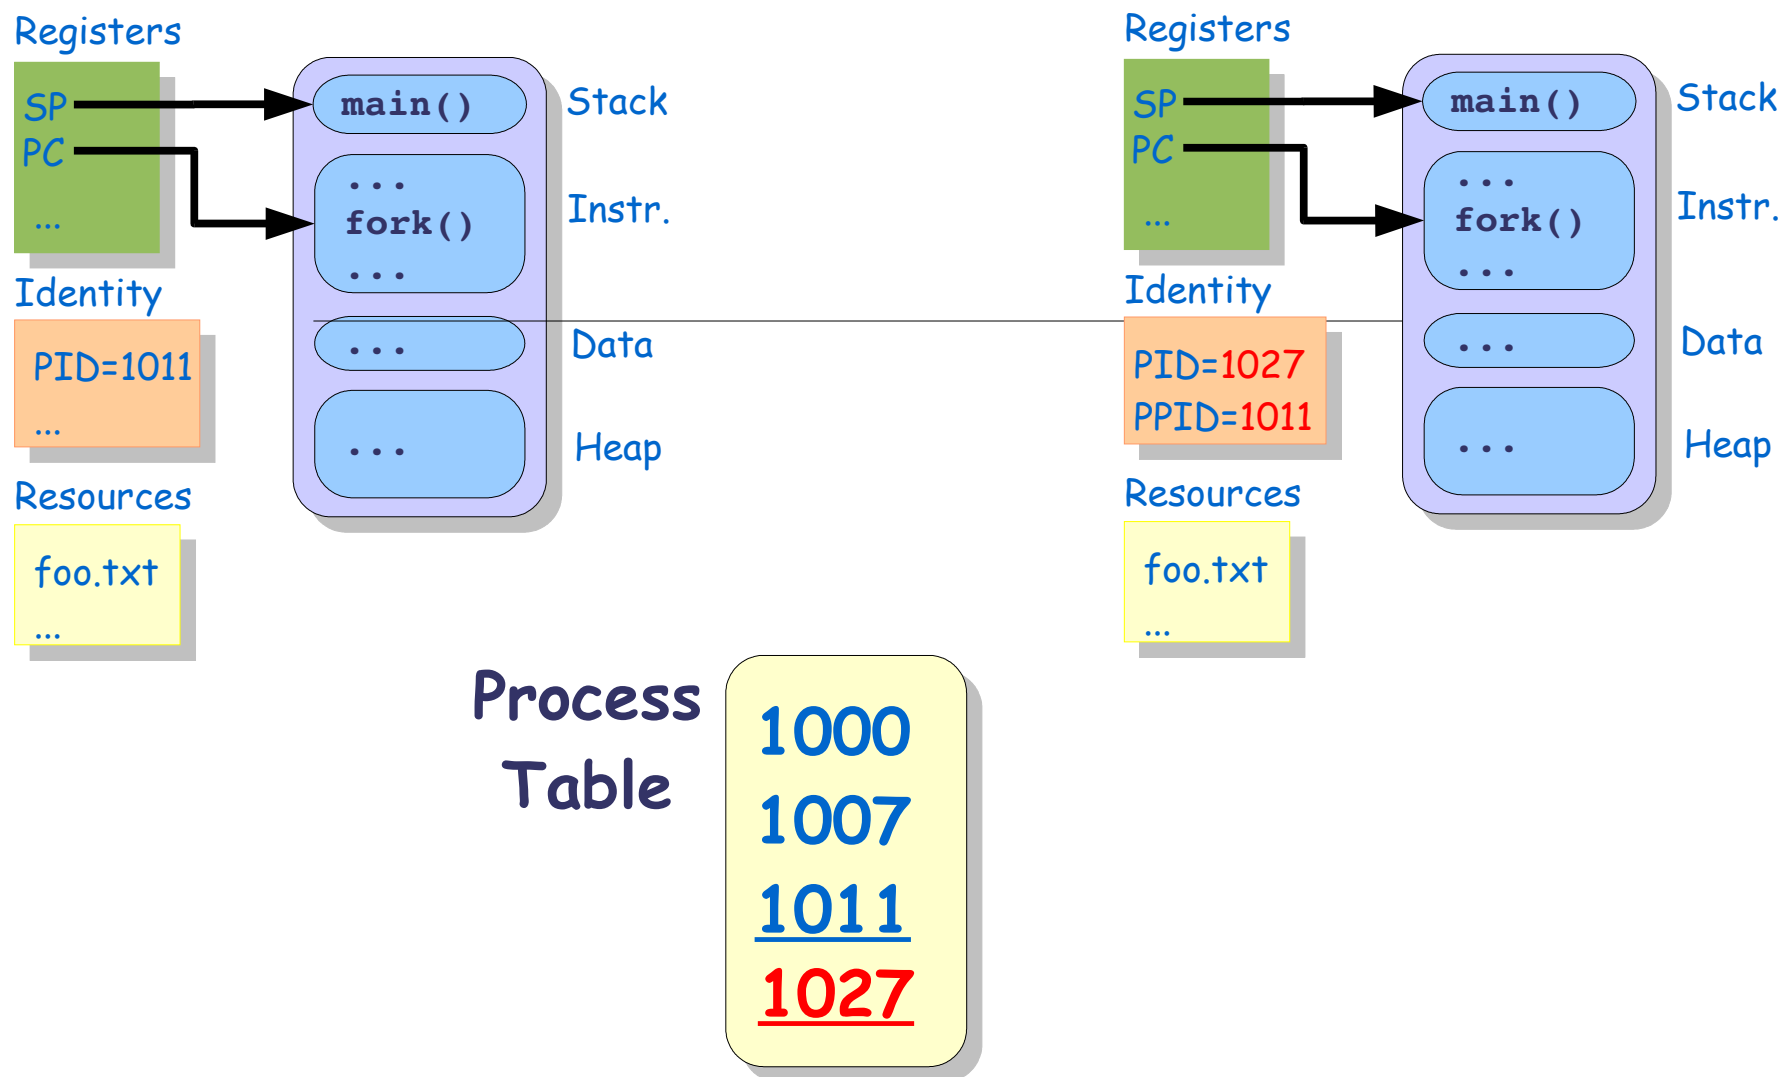 Registers
SP
PC
...
main()
Stack
...
fork()
...
Instr.
...
Data
...
Heap
Identity
PID=1011
...
Resources
foo.txt
...
Registers
SP
PC
...
main()
Stack
...
fork()
...
Instr.
...
Data
...
Heap
Identity
PID=1027
PPID=1011
Resources
foo.txt
...
Process
Table
1000
1007
1011
1027